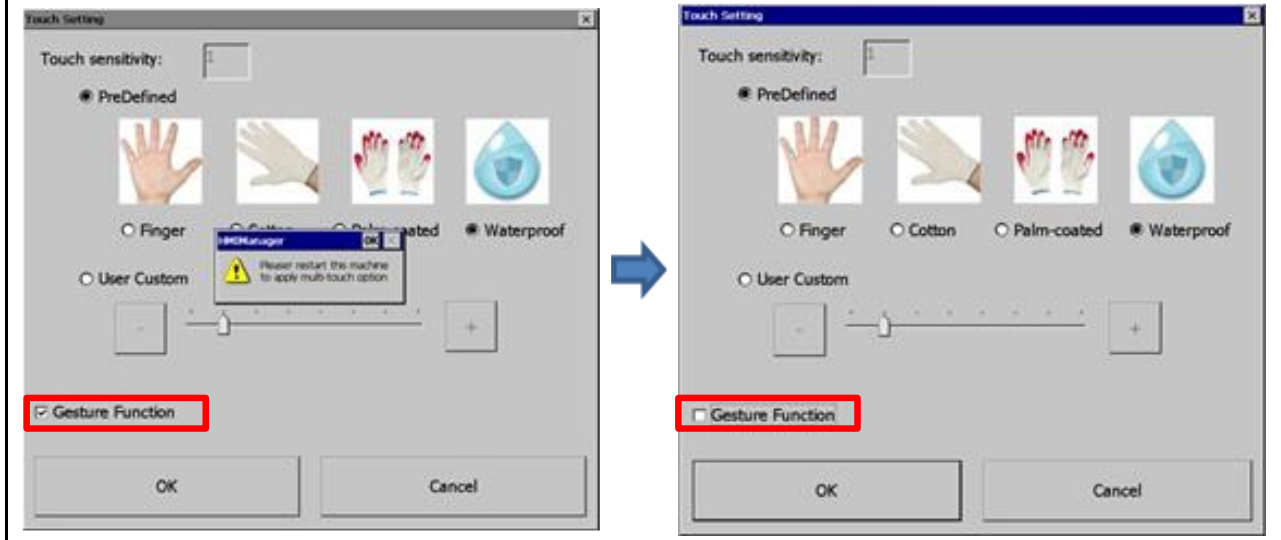 Touch Setting
Touch sensitivity: 1
PreDefined
Finger
Waterproof
HMIManager OK
Please restart this machine
to apply multi-touch option
User Custom
- +
Gesture Function
OK Cancel
Touch Setting
Touch sensitivity: 1
PreDefined
Finger Cotton Palm-coated Waterproof
User Custom
- +
Gesture Function
OK Cancel